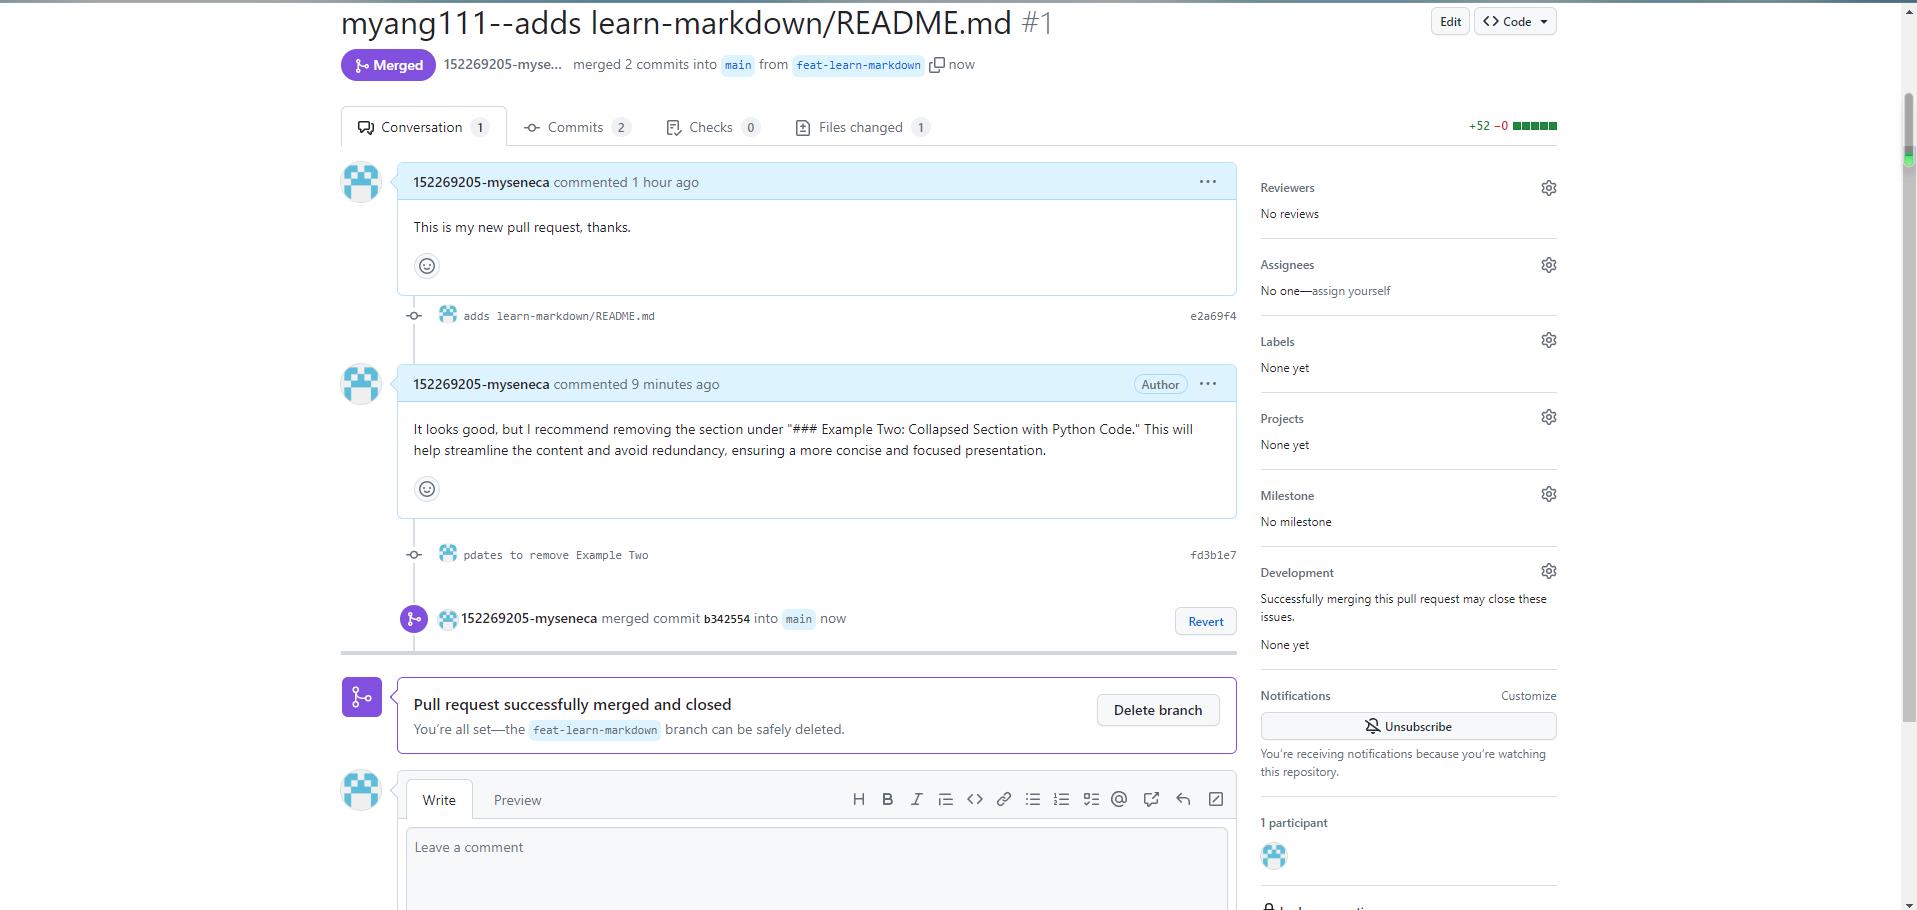 myang111--adds learn-markdown/README.md #1
Edit
Code
Merged
152269205-myse... merged 2 commits into main from feat-learn-markdown now
Conversation 1
Commits 2
Checks 0
Files changed 1
+52 −0
152269205-myseneca commented 1 hour ago
This is my new pull request, thanks.
adds learn-markdown/README.md e2a69f4
152269205-myseneca commented 9 minutes ago
Author
It looks good, but I recommend removing the section under "### Example Two: Collapsed Section with Python Code." This will
help streamline the content and avoid redundancy, ensuring a more concise and focused presentation.
pdates to remove Example Two fd3b1e7
152269205-myseneca merged commit b342554 into main now
Revert
Pull request successfully merged and closed
You're all set—the feat-learn-markdown branch can be safely deleted.
Delete branch
Write
Preview
Leave a comment
Reviewers
No reviews
Assignees
No one—assign yourself
Labels
None yet
Projects
None yet
Milestone
No milestone
Development
Successfully merging this pull request may close these
issues.
None yet
Notifications
Customize
Unsubscribe
You're receiving notifications because you're watching
this repository.
1 participant